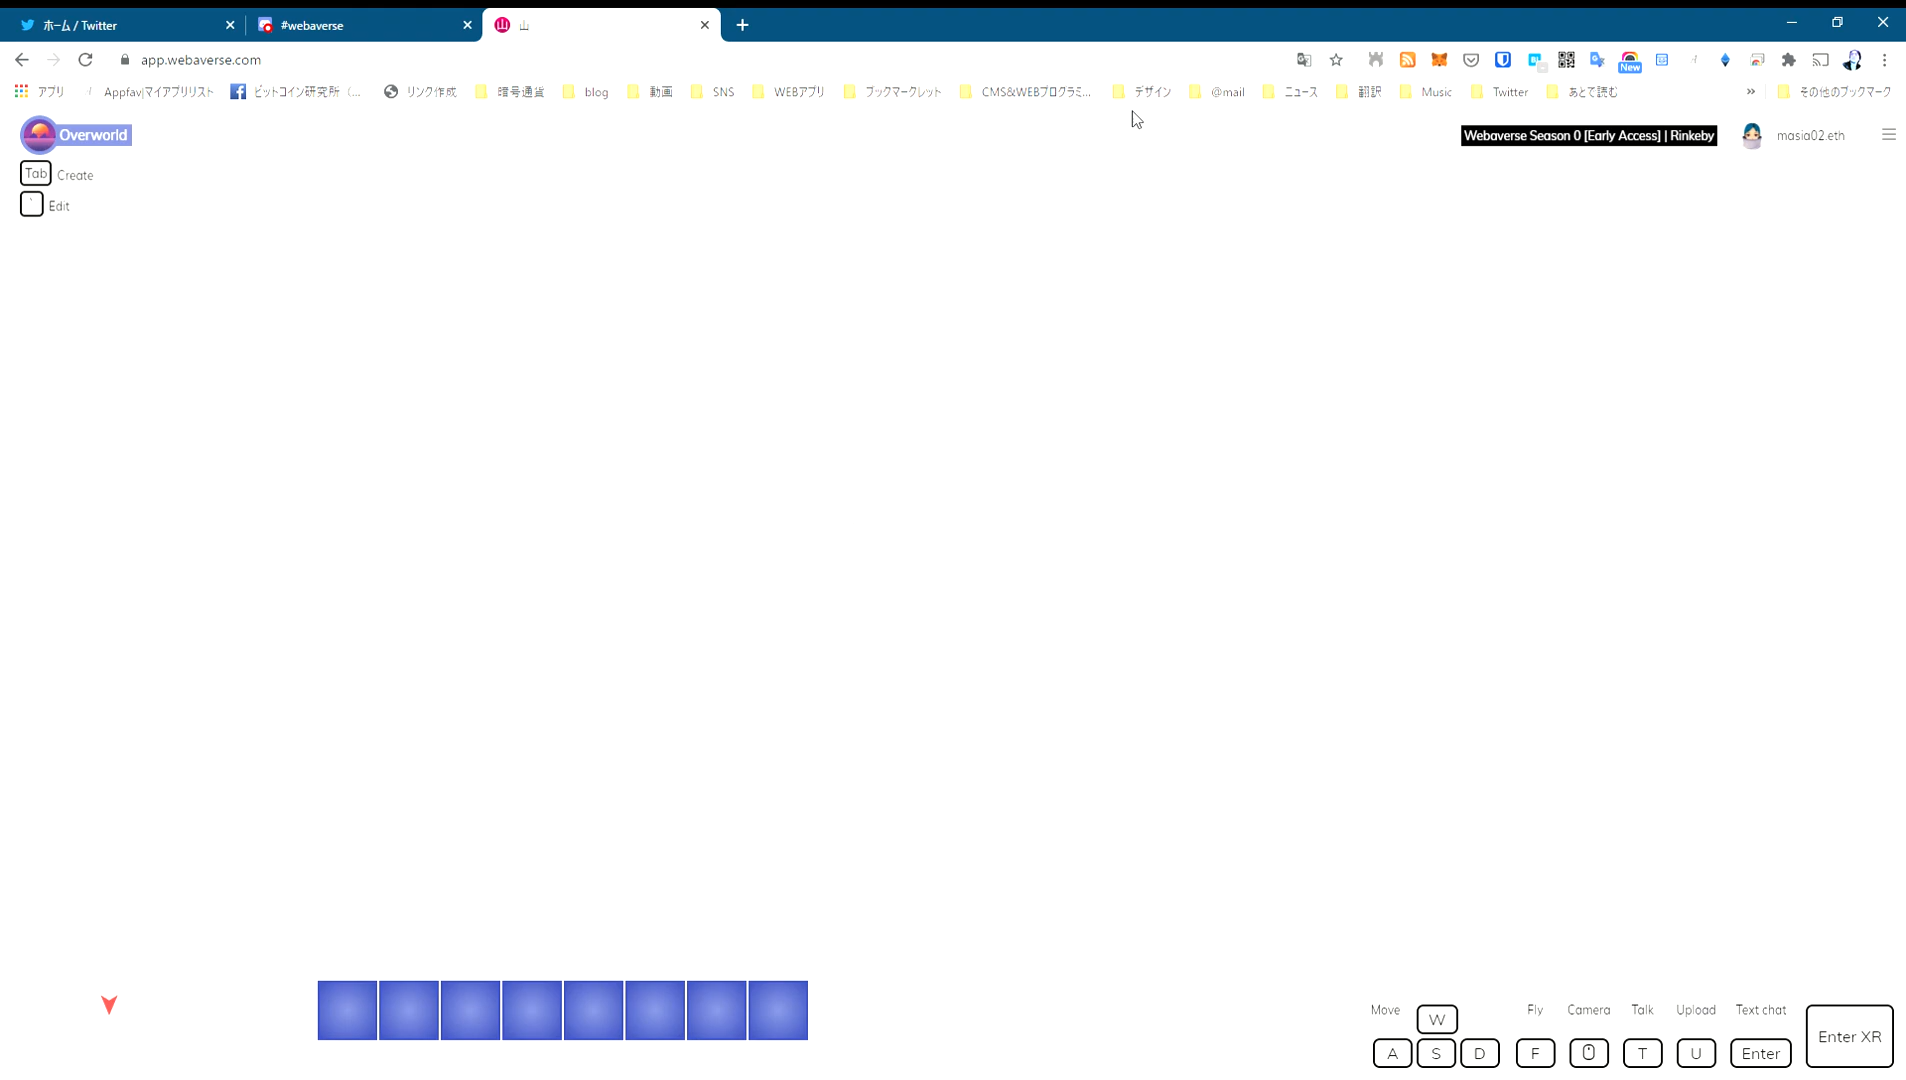 ホーム / Twitter
#webaverse
山
app.webaverse.com
New
アプリ
Appfav|マイアプリリスト
ビットコイン研究所（...
リンク作成
暗号通貨
blog
動画
SNS
WEBアプリ
ブックマークレット
CMS&WEBプログラミ...
デザイン
@mail
ニュース
翻訳
Music
Twitter
あとで読む
»
その他のブックマーク
Overworld
Webaverse Season 0 [Early Access] | Rinkeby
masia02.eth
Tab Create
` Edit
Move
Fly
Camera
Talk
Upload
Text chat
W
A
S
D
F
T
U
Enter
Enter XR